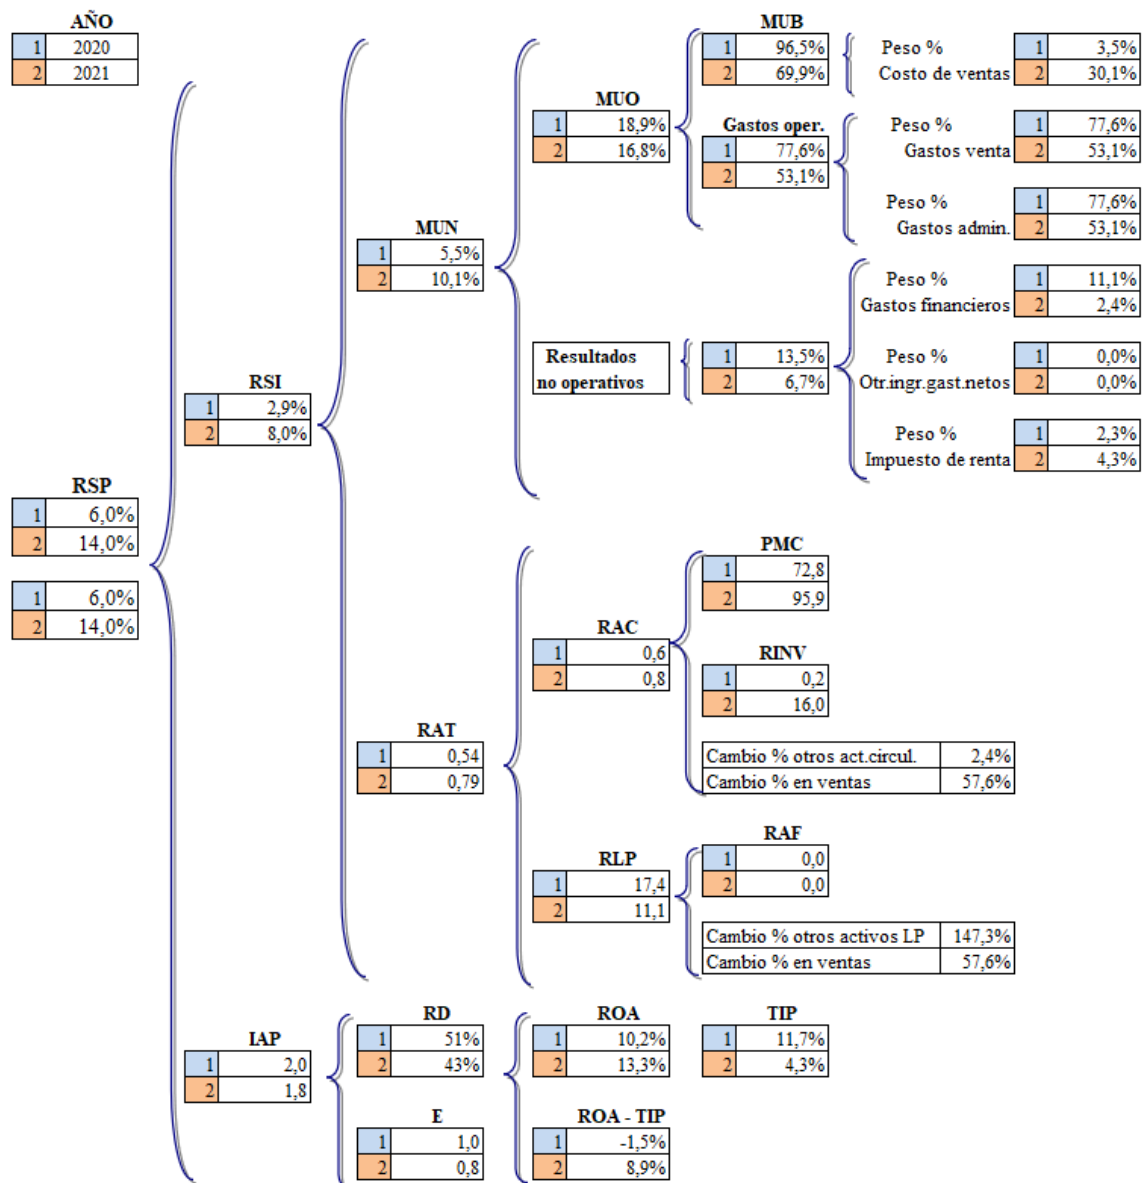 AÑO
1 2020
2 2021
RSP
1 6,0%
2 14,0%
1 6,0%
2 14,0%
RSI
1 2,9%
2 8,0%
MUN
1 5,5%
2 10,1%
MUO
1 18,9%
2 16,8%
MUB
1 96,5%
2 69,9%
Peso % 1 3,5%
Costo de ventas 2 30,1%
Gastos oper.
1 77,6%
2 53,1%
Peso % 1 77,6%
Gastos venta 2 53,1%
Peso % 1 77,6%
Gastos admin. 2 53,1%
Resultados
no operativos
1 13,5%
2 6,7%
Peso % 1 11,1%
Gastos financieros 2 2,4%
Peso % 1 0,0%
Otr.ingr.gast.netos 2 0,0%
Peso % 1 2,3%
Impuesto de renta 2 4,3%
RAT
1 0,54
2 0,79
RAC
1 0,6
2 0,8
PMC
1 72,8
2 95,9
RINV
1 0,2
2 16,0
Cambio % otros act.circul. 2,4%
Cambio % en ventas 57,6%
RLP
1 17,4
2 11,1
RAF
1 0,0
2 0,0
Cambio % otros activos LP 147,3%
Cambio % en ventas 57,6%
IAP
1 2,0
2 1,8
RD
1 51%
2 43%
E
1 1,0
2 0,8
ROA
1 10,2%
2 13,3%
TIP
1 11,7%
2 4,3%
ROA - TIP
1 -1,5%
2 8,9%